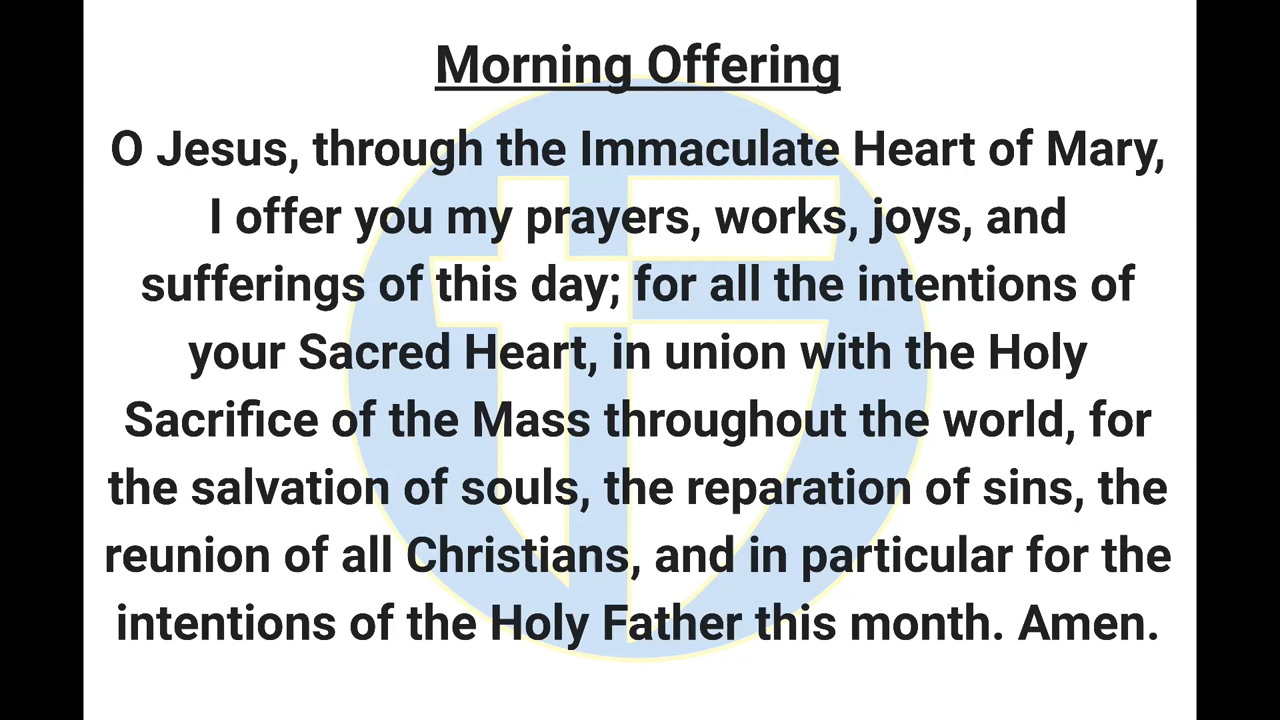 Morning Offering
O Jesus, through the Immaculate Heart of Mary,
I offer you my prayers, works, joys, and
sufferings of this day; for all the intentions of
your Sacred Heart, in union with the Holy
Sacrifice of the Mass throughout the world, for
the salvation of souls, the reparation of sins, the
reunion of all Christians, and in particular for the
intentions of the Holy Father this month. Amen.